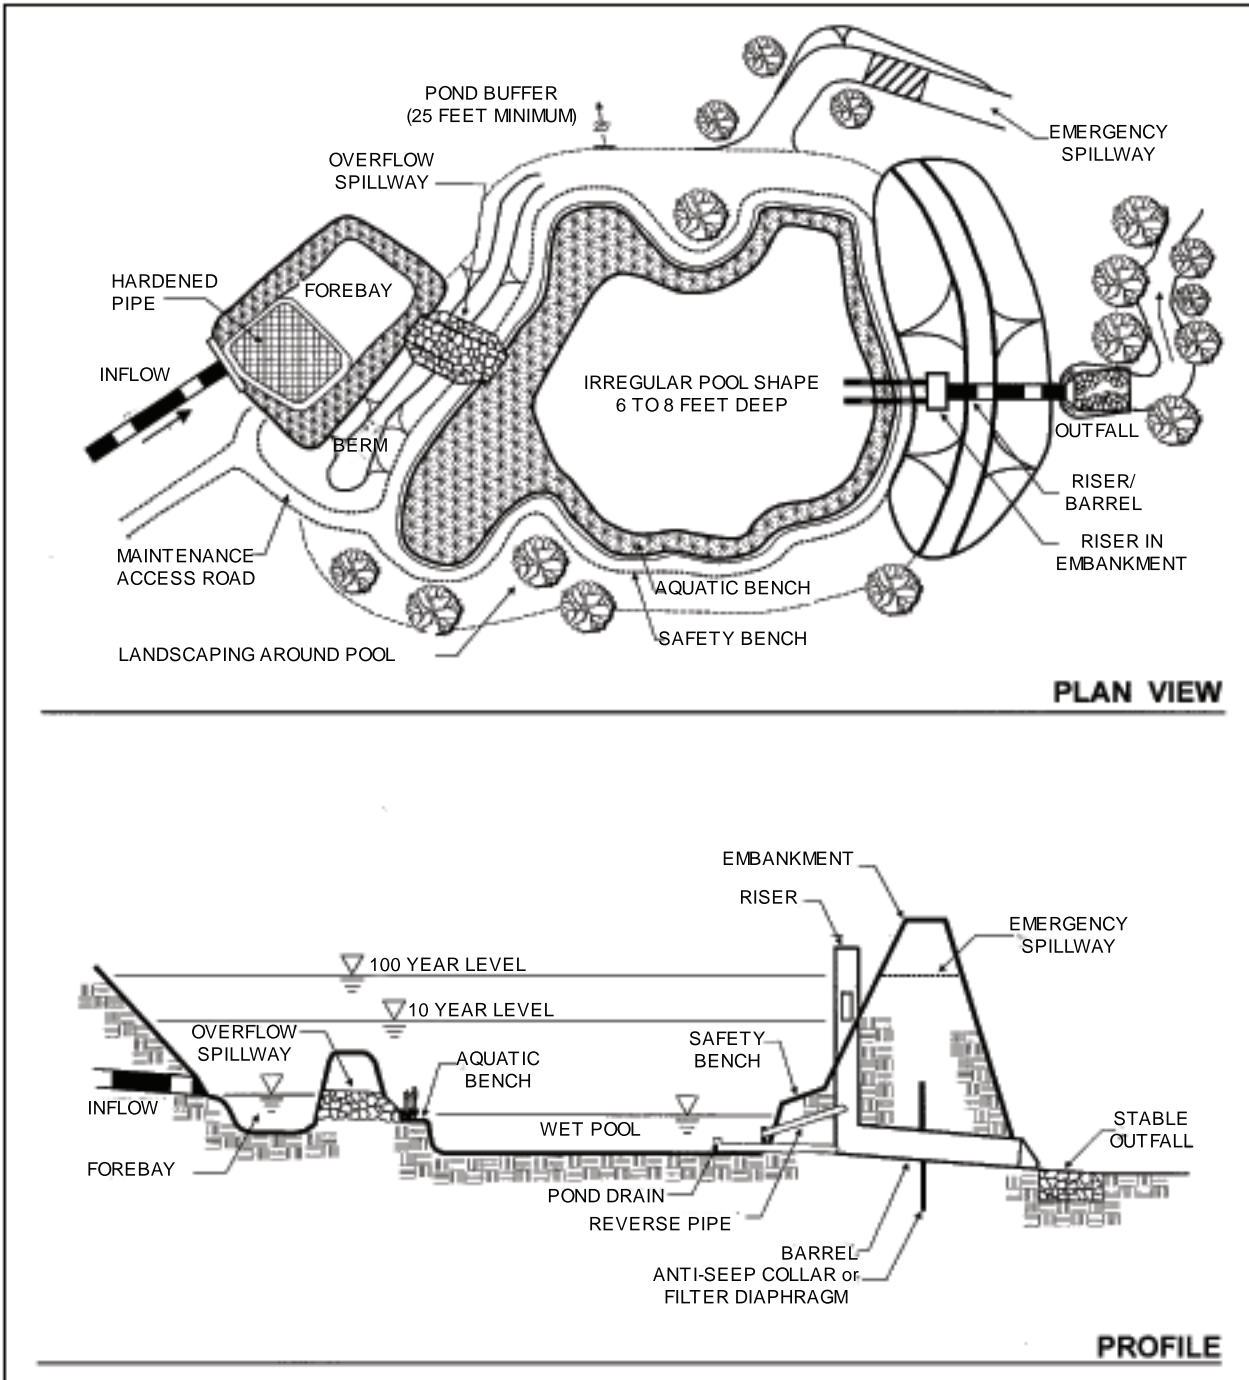 POND BUFFER
(25 FEET MINIMUM)
EMERGENCY
SPILLWAY
OVERFLOW
SPILLWAY
HARDENED
PIPE
FOREBAY
INFLOW
IRREGULAR POOL SHAPE
6 TO 8 FEET DEEP
BERM
OUTFALL
RISER/
BARREL
RISER IN
EMBANKMENT
MAINTENANCE
ACCESS ROAD
AQUATIC BENCH
SAFETY BENCH
LANDSCAPING AROUND POOL
PLAN VIEW
EMBANKMENT
RISER
EMERGENCY
SPILLWAY
100 YEAR LEVEL
10 YEAR LEVEL
OVERFLOW
SPILLWAY
SAFETY
BENCH
AQUATIC
BENCH
INFLOW
WET POOL
STABLE
OUTFALL
FOREBAY
POND DRAIN
REVERSE PIPE
BARREL
ANTI-SEEP COLLAR or
FILTER DIAPHRAGM
PROFILE